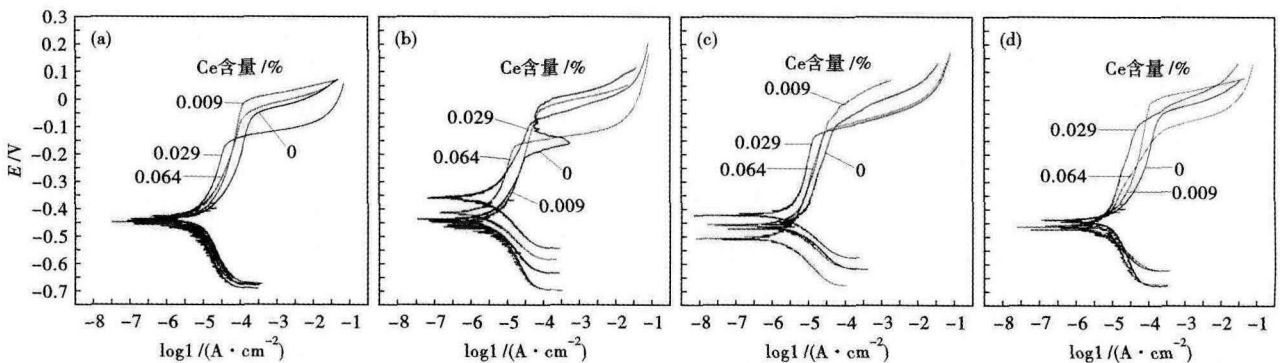 0.3
0.2
0.1
0
−0.1
−0.2
−0.3
−0.4
−0.5
−0.6
−0.7
E/V
(a)
Ce含量/%
0.009
0.029
0.064
0
−8 −7 −6 −5 −4 −3 −2 −1
log1/(A·cm⁻²)
(b)
Ce含量/%
0.029
0.064
0
0.009
−8 −7 −6 −5 −4 −3 −2 −1
log1/(A·cm⁻²)
(c)
Ce含量/%
0.009
0.029
0.064
0
−8 −7 −6 −5 −4 −3 −2 −1
log1/(A·cm⁻²)
(d)
Ce含量/%
0.029
0
0.064
0.009
−8 −7 −6 −5 −4 −3 −2 −1
log1/(A·cm⁻²)